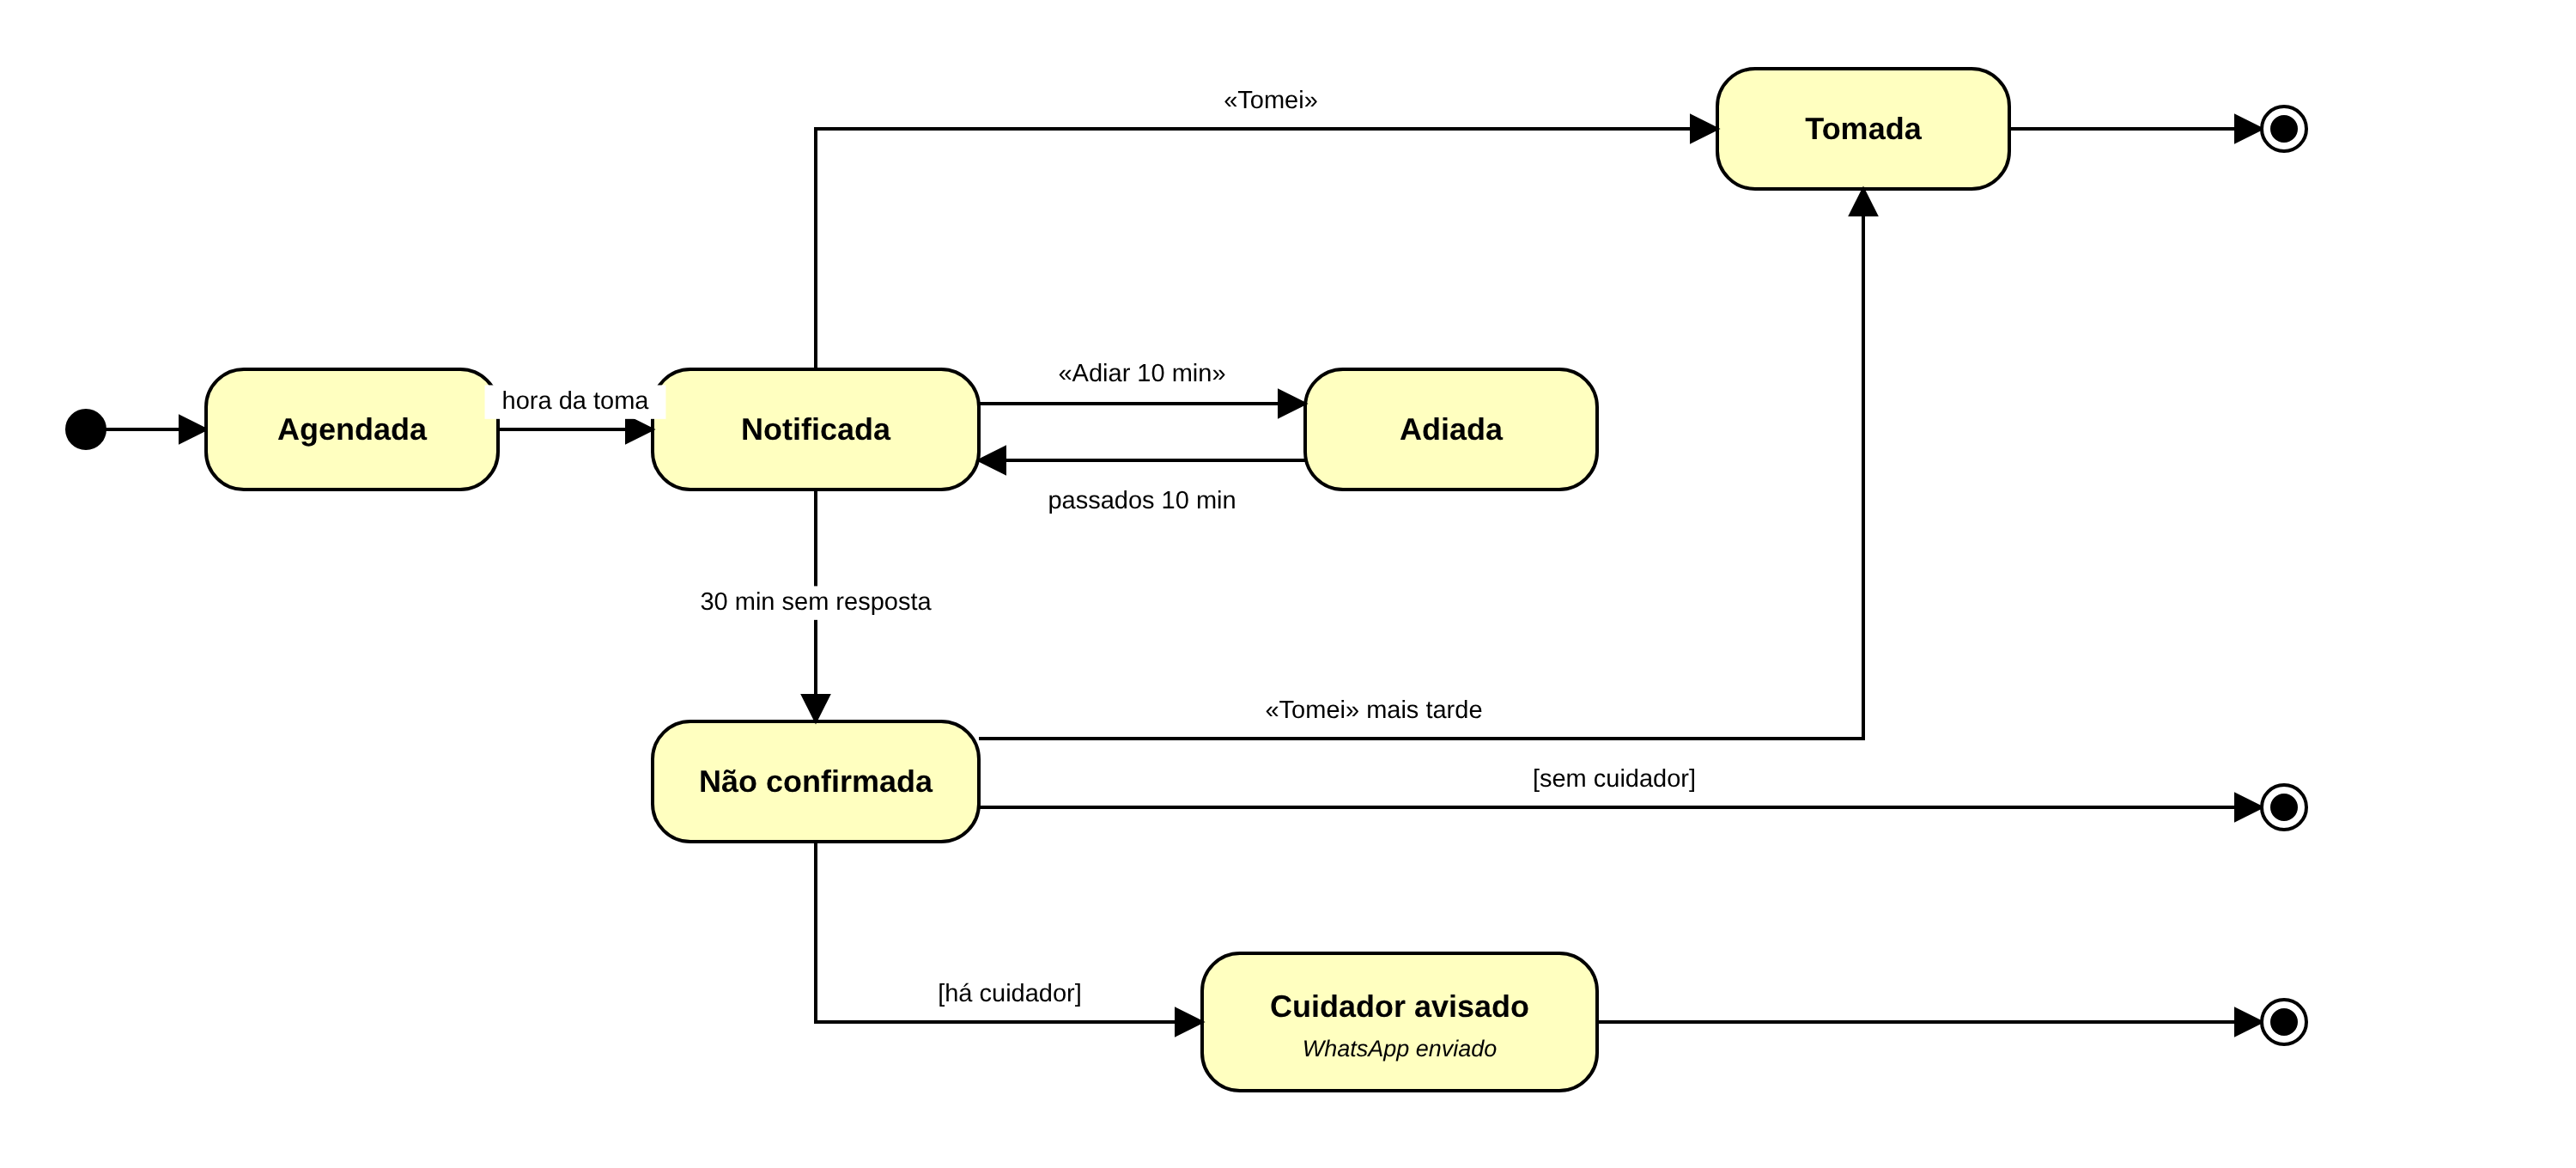 «Tomei»
Tomada
«Adiar 10 min»
hora da toma
Agendada
Notificada
Adiada
passados 10 min
30 min sem resposta
«Tomei» mais tarde
Não confirmada
[sem cuidador]
[há cuidador]
Cuidador avisado
WhatsApp enviado